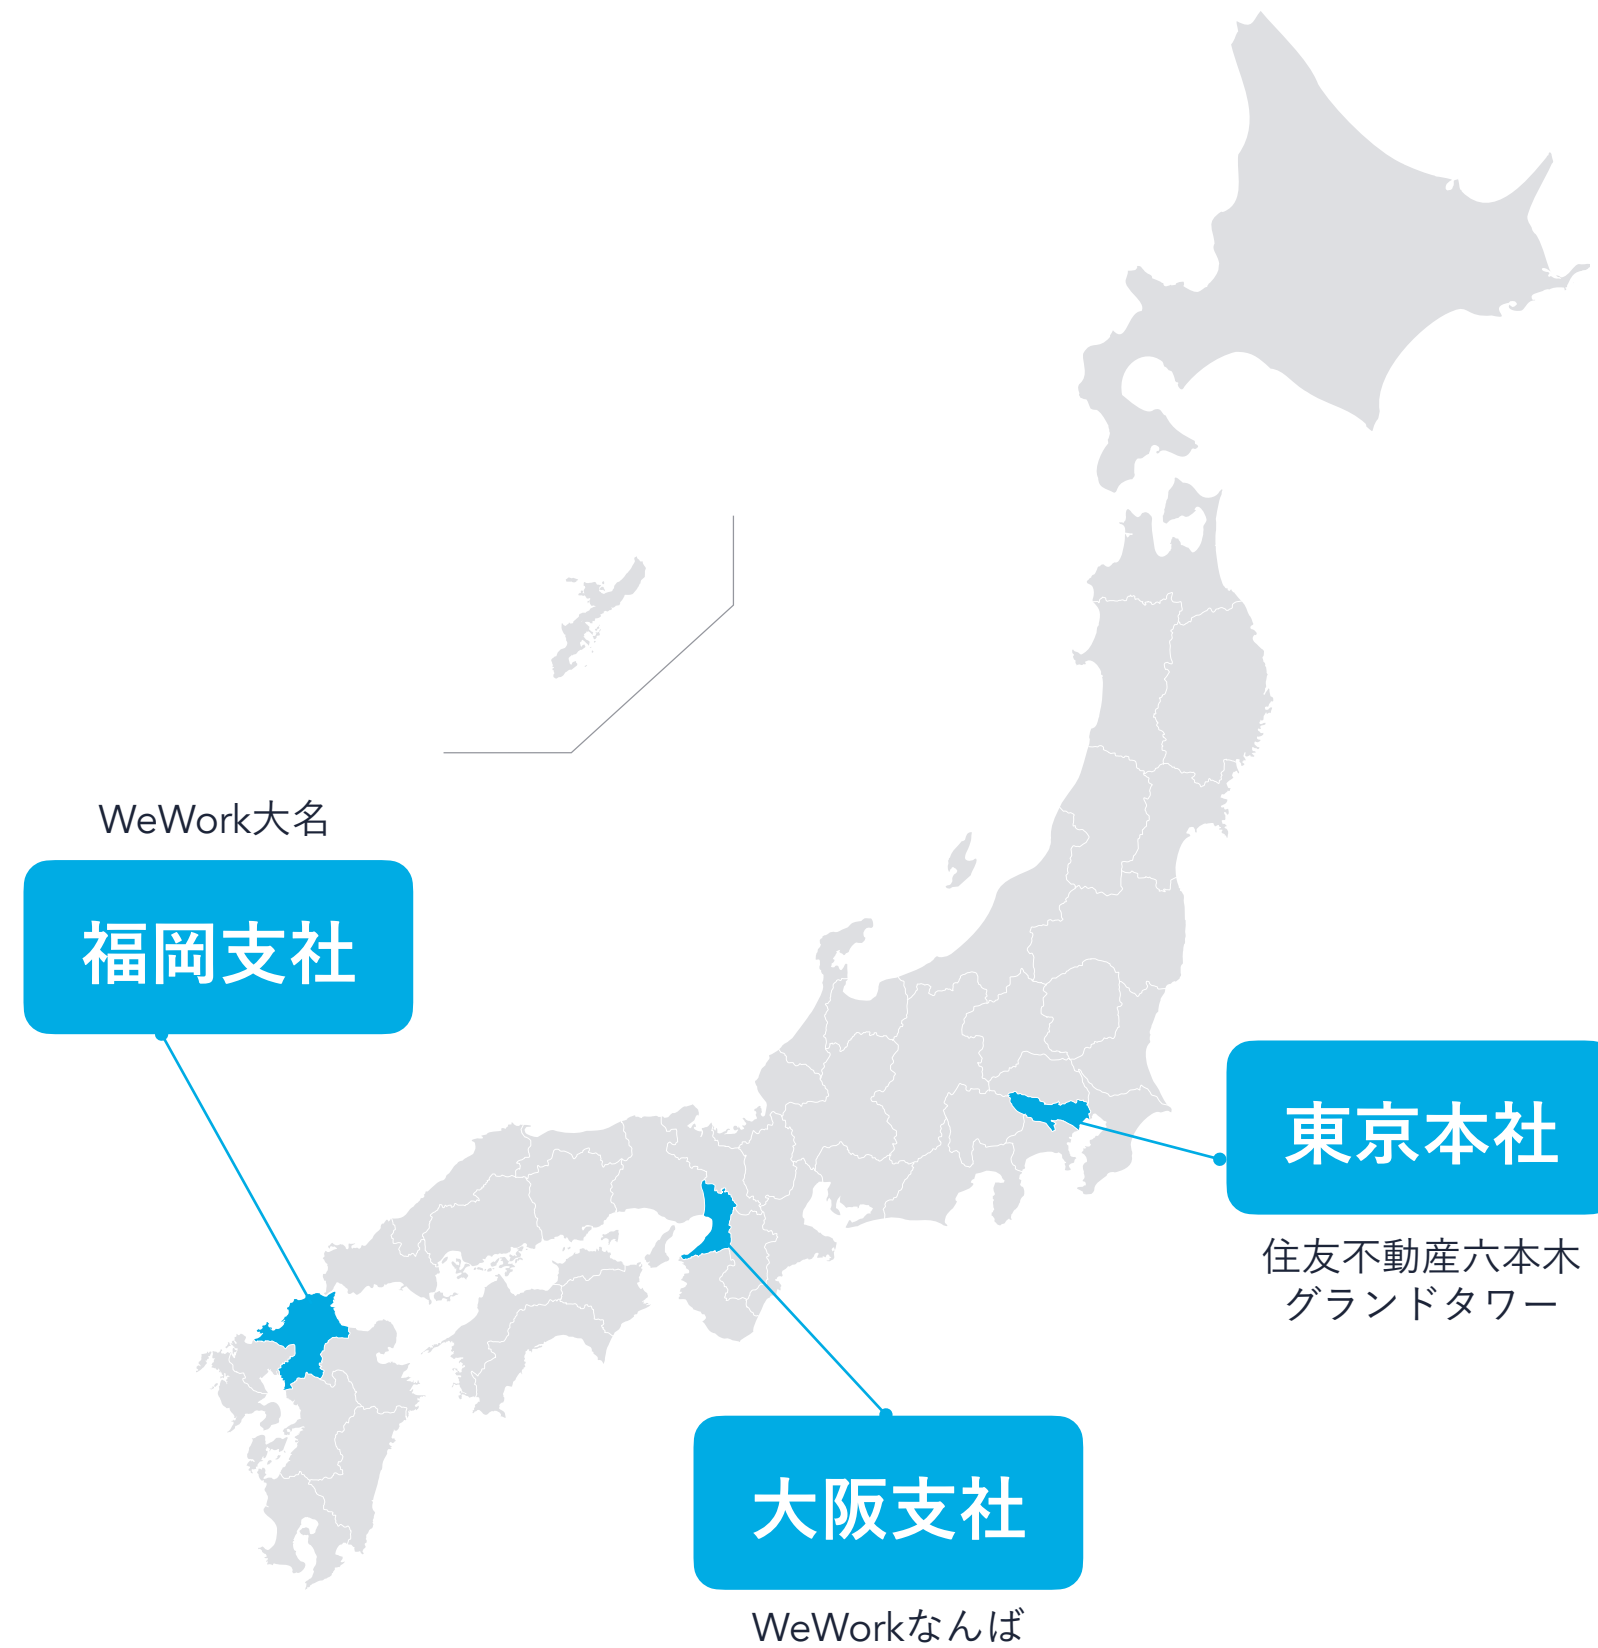 WeWork大名
福岡支社
東京本社
住友不動産六本木
グランドタワー
大阪支社
WeWorkなんば